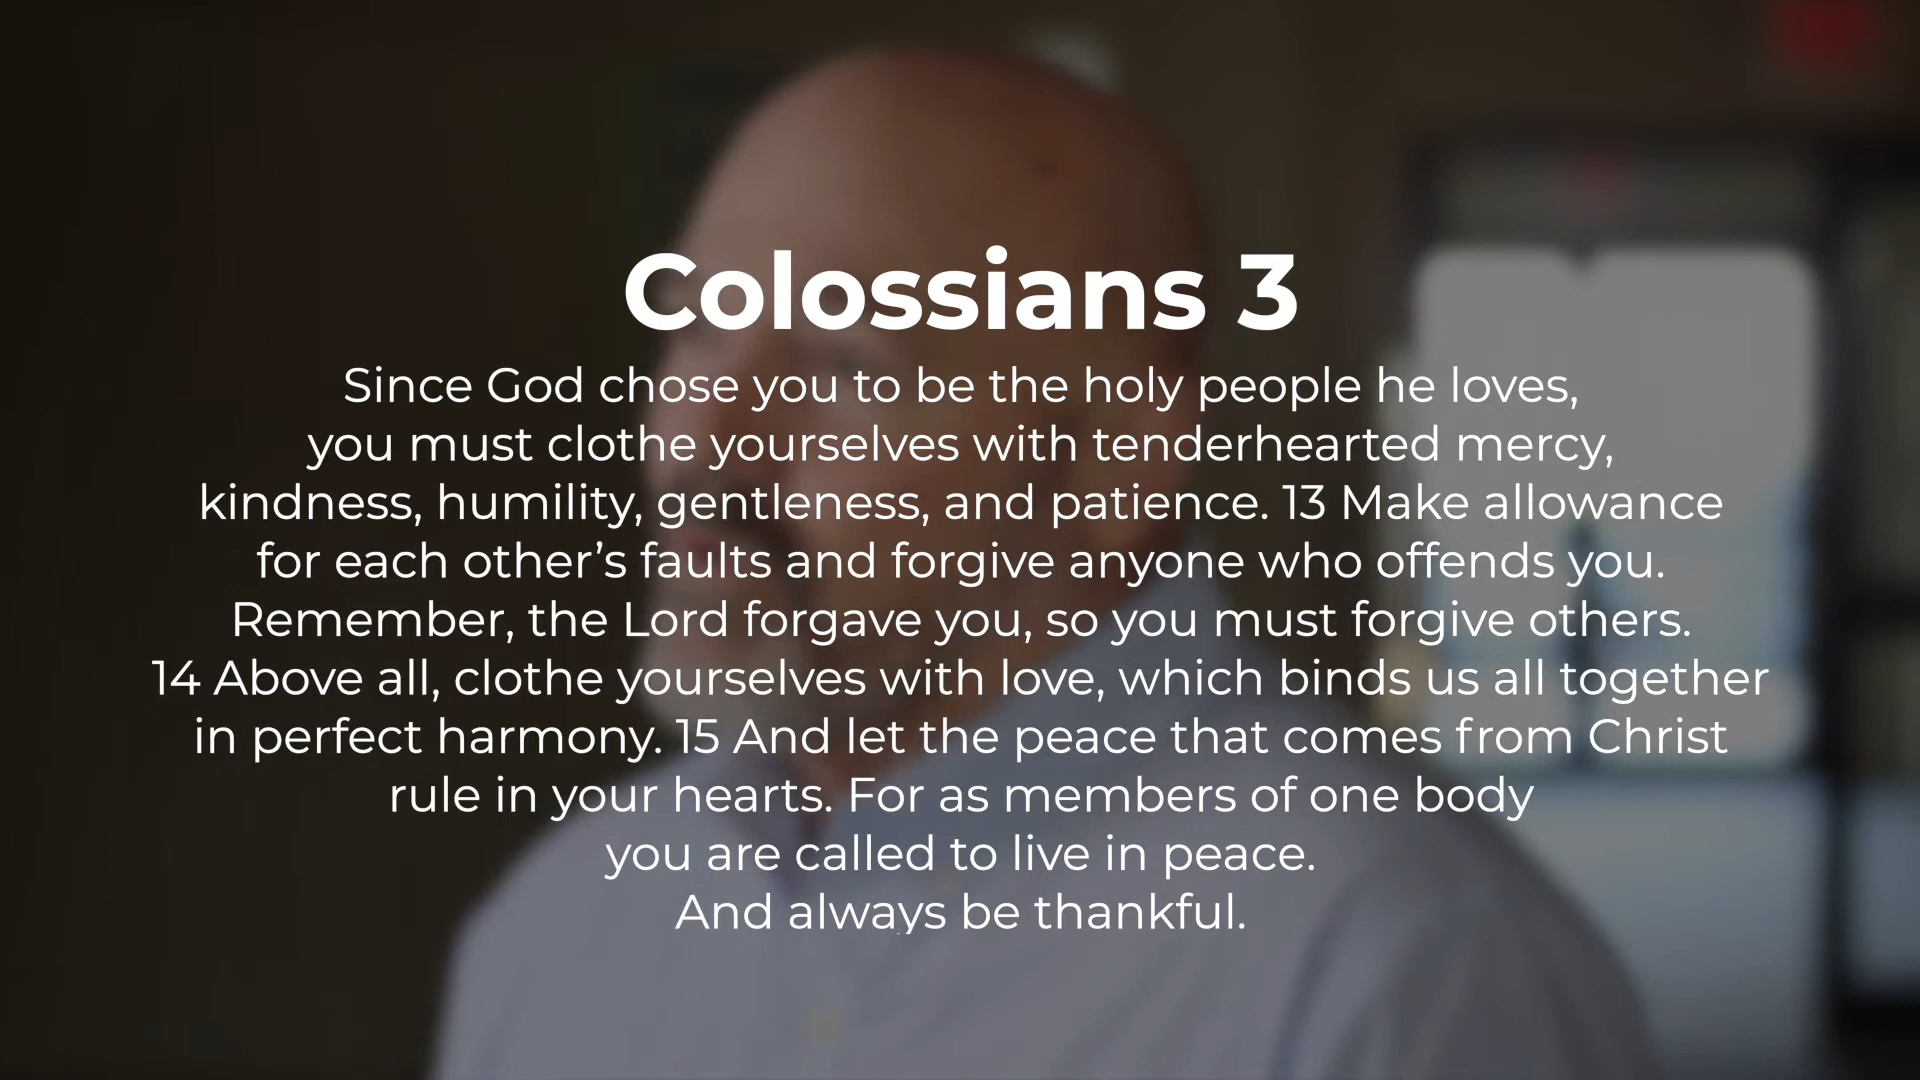 Colossians 3
Since God chose you to be the holy people he loves,
you must clothe yourselves with tenderhearted mercy,
kindness, humility, gentleness, and patience. 13 Make allowance
for each other’s faults and forgive anyone who offends you.
Remember, the Lord forgave you, so you must forgive others.
14 Above all, clothe yourselves with love, which binds us all together
in perfect harmony. 15 And let the peace that comes from Christ
rule in your hearts. For as members of one body
you are called to live in peace.
And always be thankful.